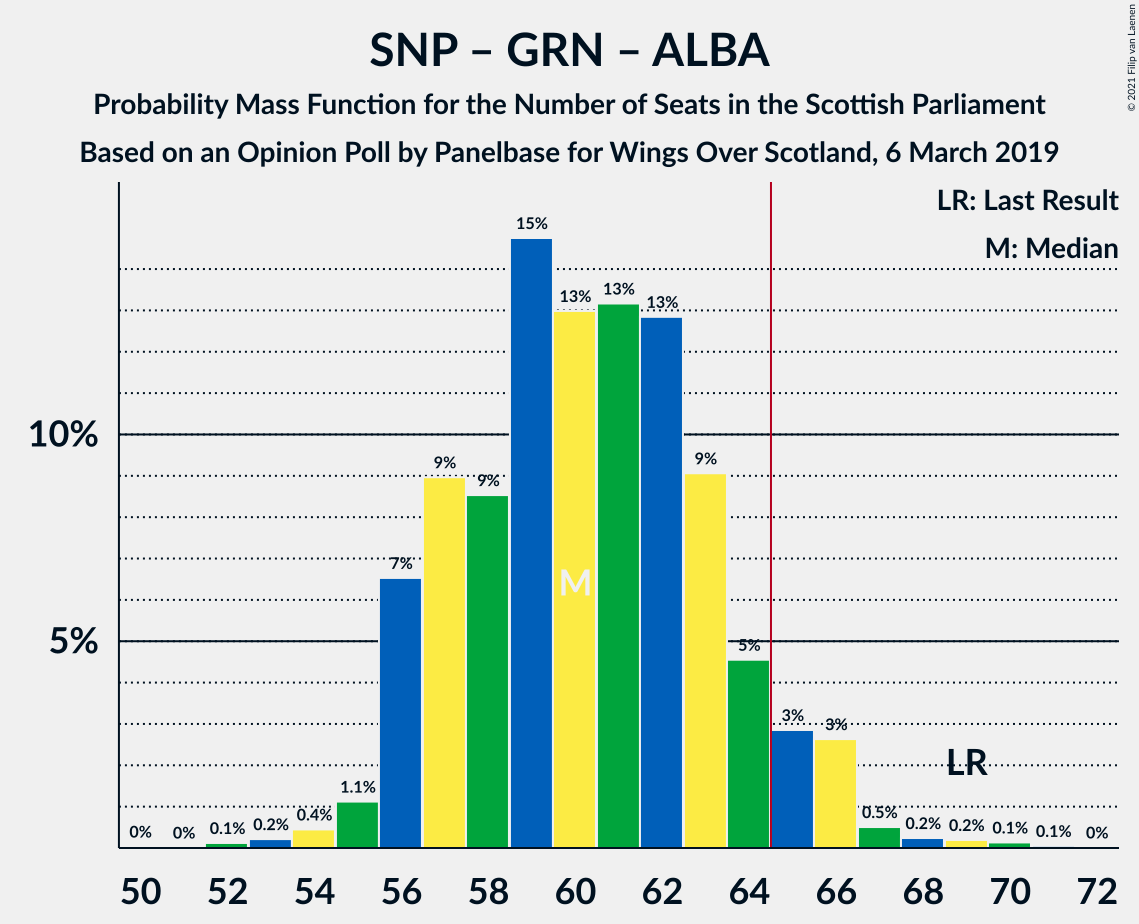 SNP – GRN – ALBA
Probability Mass Function for the Number of Seats in the Scottish Parliament
Based on an Opinion Poll by Panelbase for Wings Over Scotland, 6 March 2019
© 2021 Filip van Laenen
LR: Last Result
M: Median
10%
5%
0%
0%
0.1%
0.2%
0.4%
1.1%
7%
9%
9%
15%
13%
13%
13%
9%
5%
3%
3%
0.5%
0.2%
0.2%
0.1%
0.1%
0%
M
LR
50 52 54 56 58 60 62 64 66 68 70 72